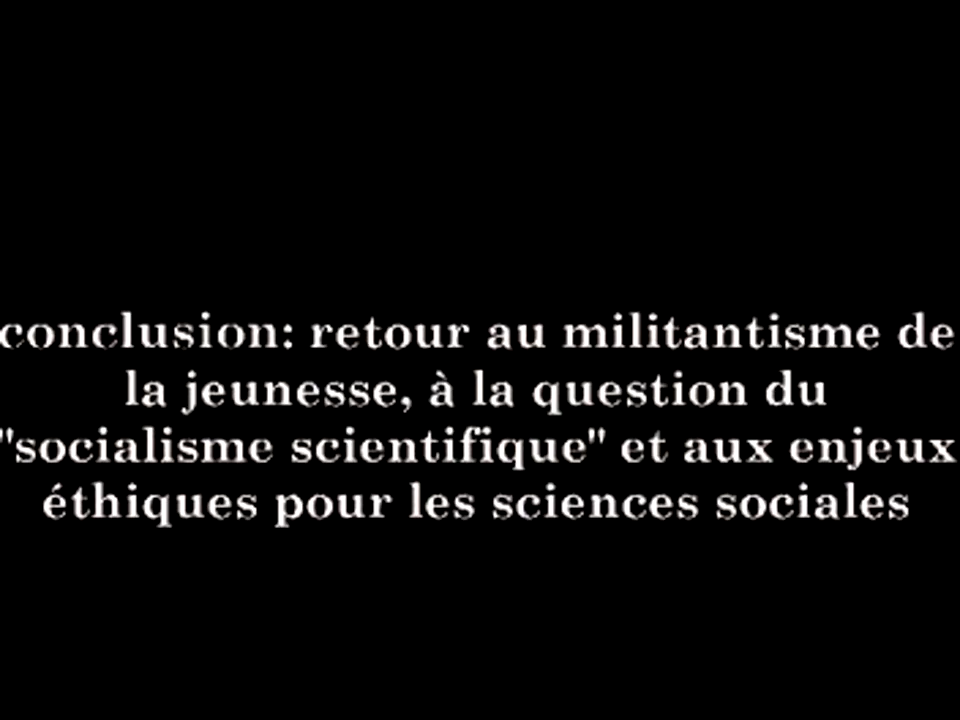 conclusion: retour au militantisme de
la jeunesse, à la question du
"socialisme scientifique" et aux enjeux
éthiques pour les sciences sociales